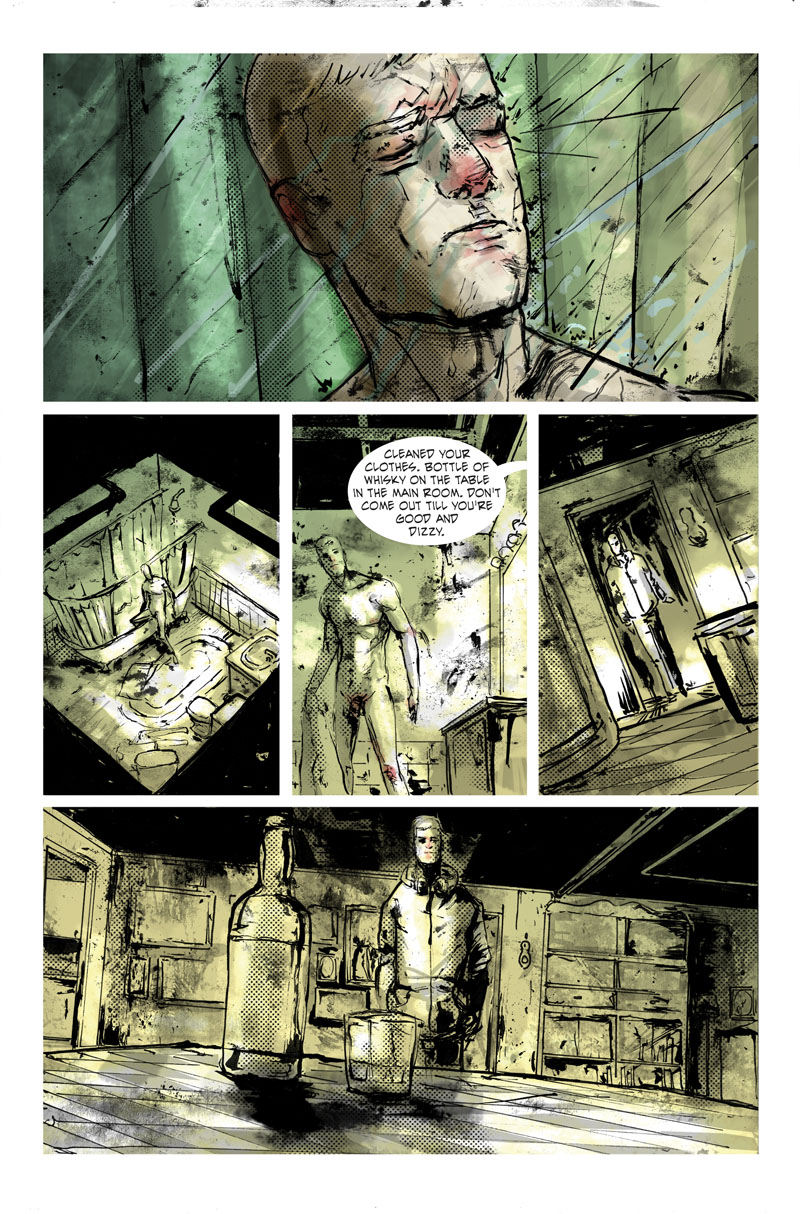 CLEANED YOUR
CLOTHES. BOTTLE OF
WHISKY ON THE TABLE
IN THE MAIN ROOM. DON'T
COME OUT TILL YOU'RE
GOOD AND
DIZZY.